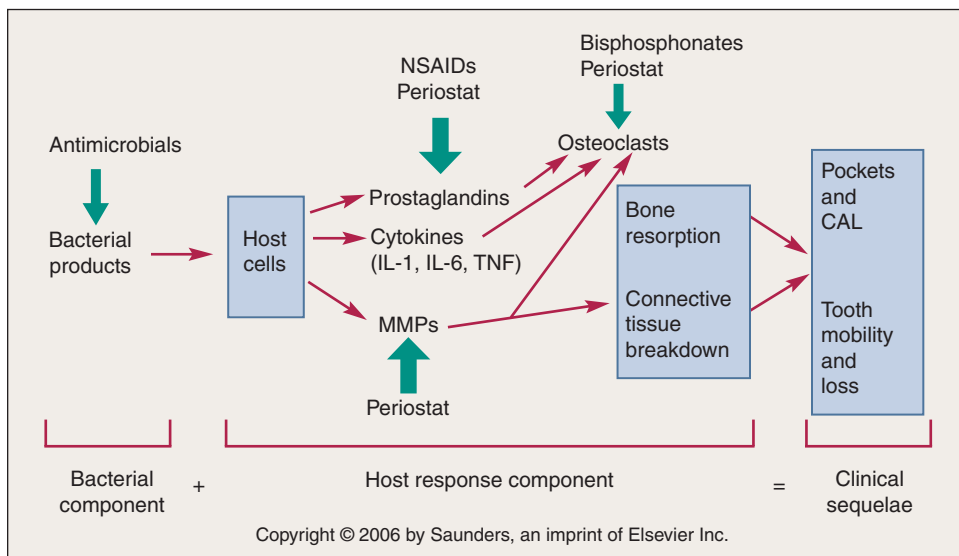 Antimicrobials
Bacterial
products
NSAIDs
Periostat
Bisphosphonates
Periostat
Host
cells
Prostaglandins
Cytokines
(IL-1, IL-6, TNF)
MMPs
Periostat
Osteoclasts
Bone
resorption
Connective
tissue
breakdown
Pockets
and
CAL
Tooth
mobility
and
loss
Bacterial
component
+
Host response component
=
Clinical
sequelae
Copyright © 2006 by Saunders, an imprint of Elsevier Inc.